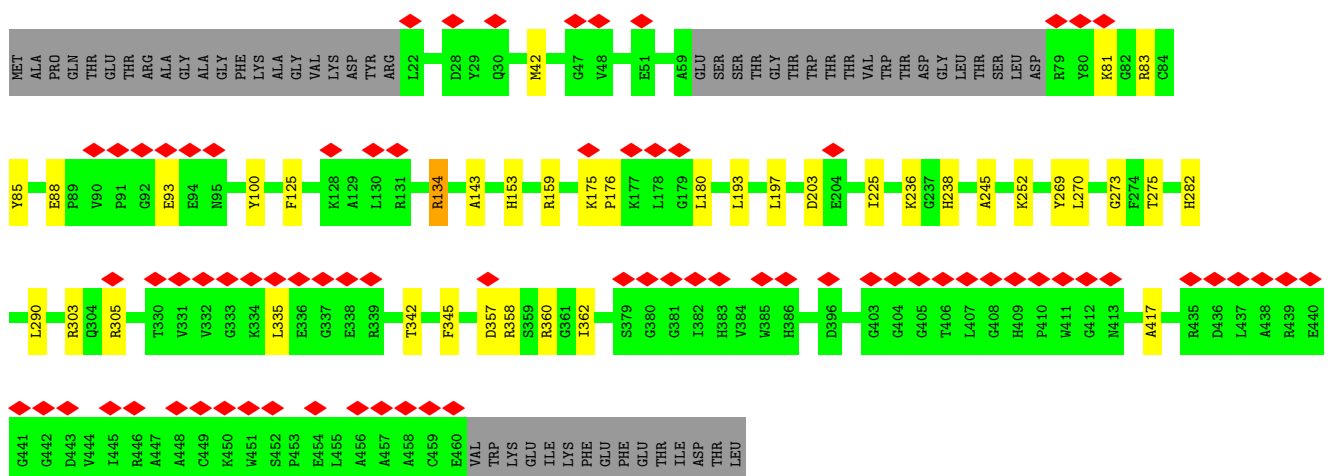 MET ALA PRO GLN THR GLU THR ARG ALA GLY ALA GLY PHE LYS ALA GLY VAL LYS ASP TYR ARG L22 D28 Y29 Q30 M42 G47 V48 E51 A59 GLU SER SER THR GLY THR TRP THR THR VAL TRP THR ASP GLY LEU THR SER LEU ASP R79 Y80 K81 G82 R83 C84
Y85 E88 P89 V90 P91 G92 E93 E94 N95 Y100 F125 K128 A129 L130 R131 R134 A143 H153 R159 K175 P176 K177 L178 G179 L180 L193 L197 D203 E204 I225 K236 G237 H238 A245 K252 Y269 L270 G273 F274 T275 H282
L290 R303 Q304 R305 T330 V331 V332 G333 K334 L335 E336 G337 E338 R339 T342 F345 D357 R358 S359 R360 G361 I362 S379 G380 G381 I382 H383 V384 W385 H386 D396 G403 G404 G405 T406 L407 G408 H409 P410 W411 G412 N413 A417 R435 D436 L437 A438 R439 E440
G441 G442 D443 V444 I445 R446 A447 A448 C449 K450 W451 S452 P453 E454 L455 A456 A457 A458 C459 E460 VAL TRP LYS GLU ILE LYS PHE GLU PHE GLU THR ILE ASP THR LEU